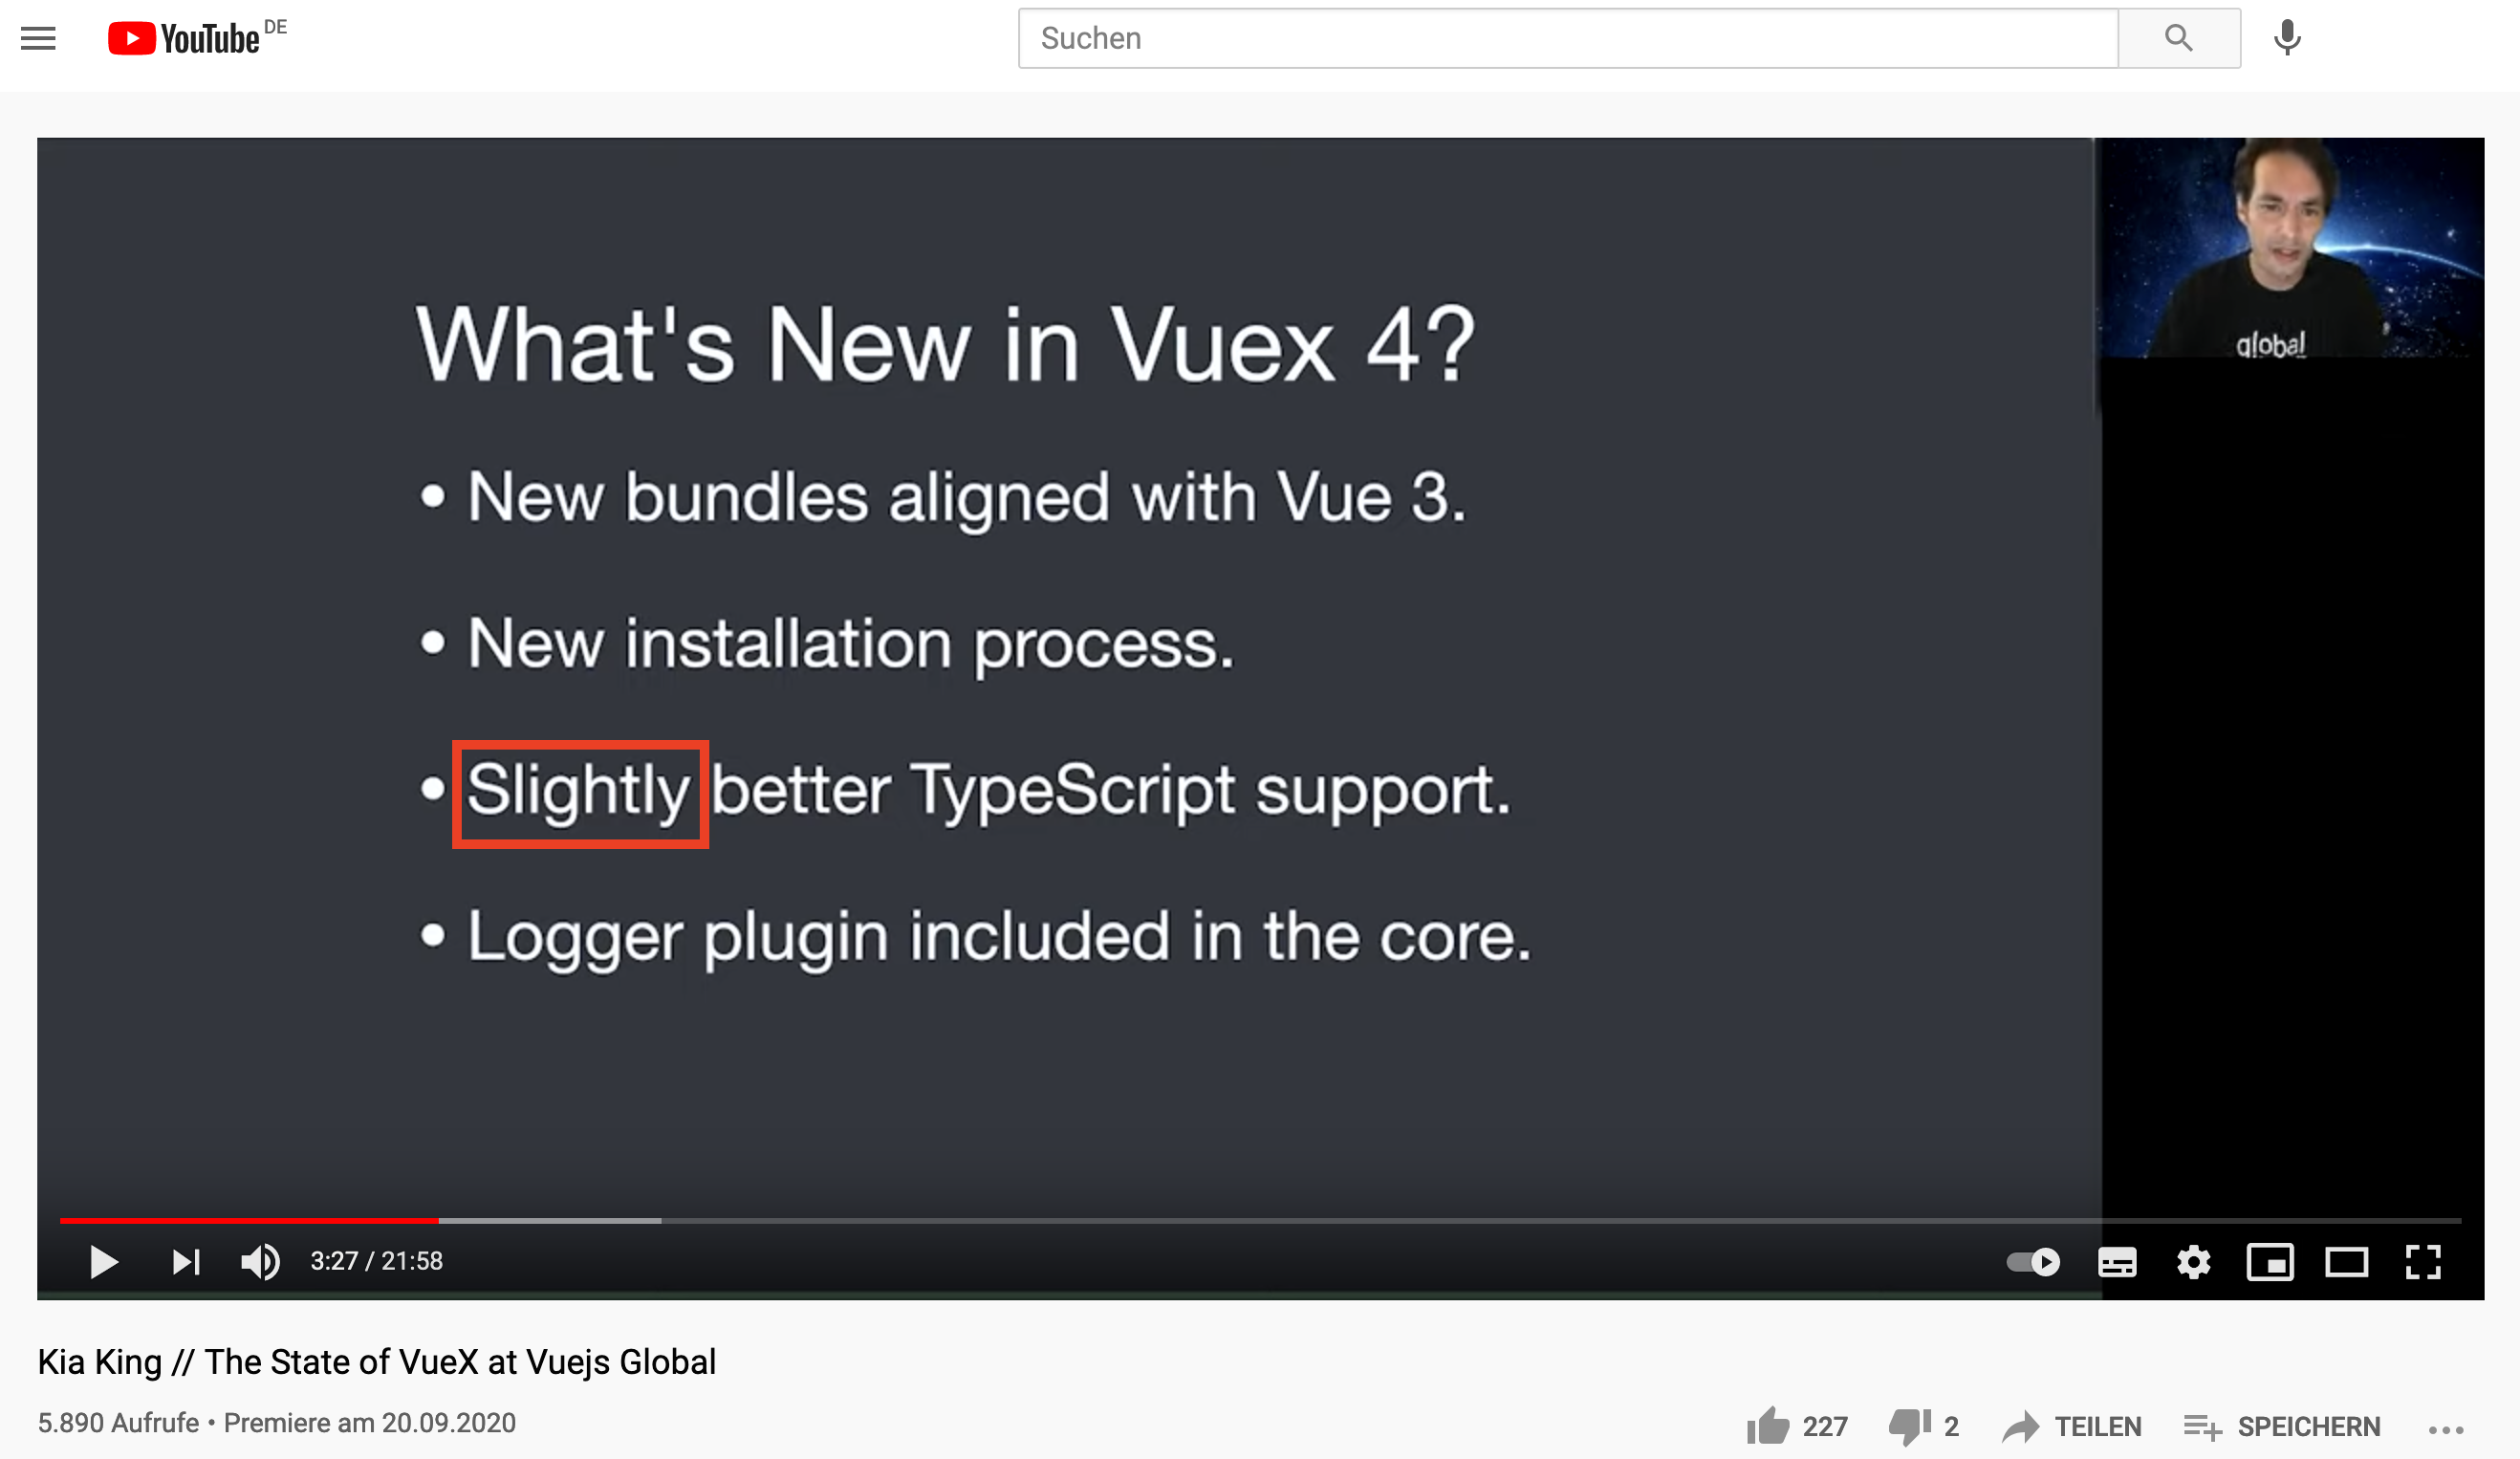 YouTube DE
Suchen
global
What's New in Vuex 4?
• New bundles aligned with Vue 3.
• New installation process.
• Slightly better TypeScript support.
• Logger plugin included in the core.
3:27 / 21:58
Kia King // The State of VueX at Vuejs Global
5.890 Aufrufe • Premiere am 20.09.2020
227
2
TEILEN
SPEICHERN